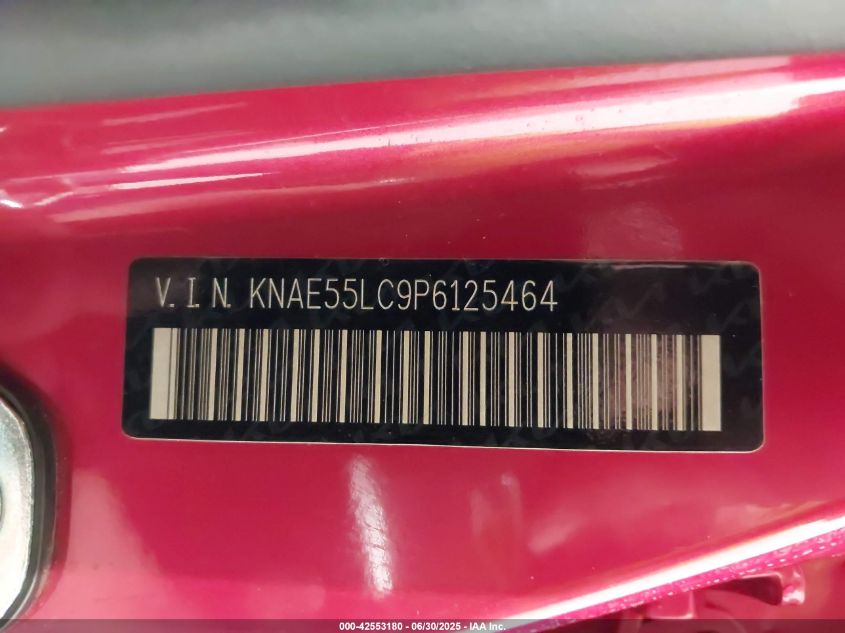 V.I.N. KNAE55LC9P6125464
000-42553180 - 06/30/2025 - IAA Inc.